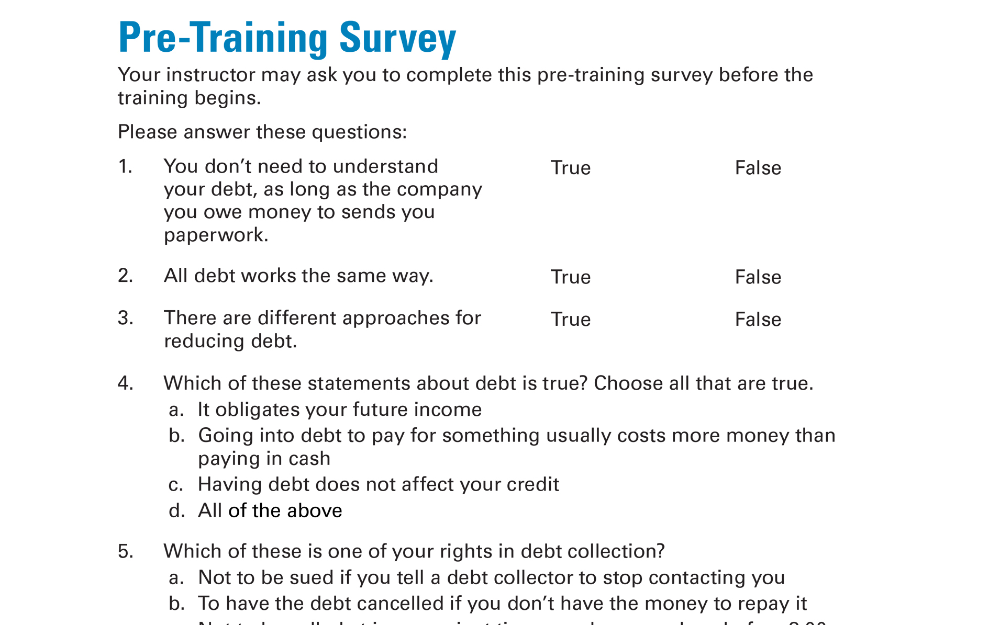 Pre-Training Survey
Your instructor may ask you to complete this pre-training survey before the
training begins.
Please answer these questions:
1. You don’t need to understand True False
your debt, as long as the company
you owe money to sends you
paperwork.
2. All debt works the same way. True False
3. There are different approaches for True False
reducing debt.
4. Which of these statements about debt is true? Choose all that are true.
a. It obligates your future income
b. Going into debt to pay for something usually costs more money than
paying in cash
c. Having debt does not affect your credit
d. All of the above
5. Which of these is one of your rights in debt collection?
a. Not to be sued if you tell a debt collector to stop contacting you
b. To have the debt cancelled if you don’t have the money to repay it